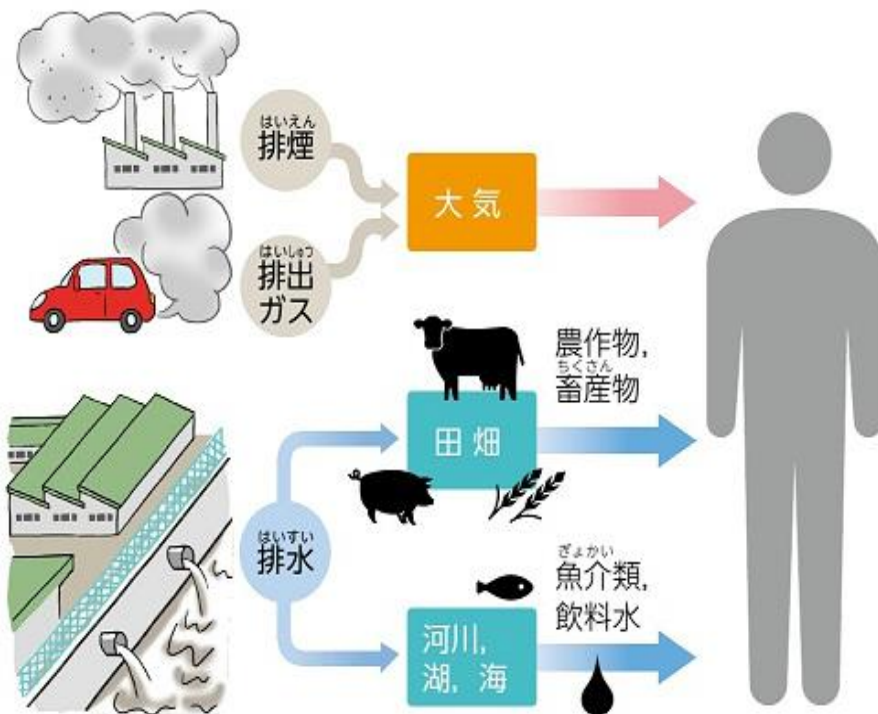 はいえん
排煙
大気
はいしゅつ
排出
ガス
農作物,
ちくさん
畜産物
田畑
はいすい
排水
ぎょかい
魚介類,
飲料水
河川,
湖, 海